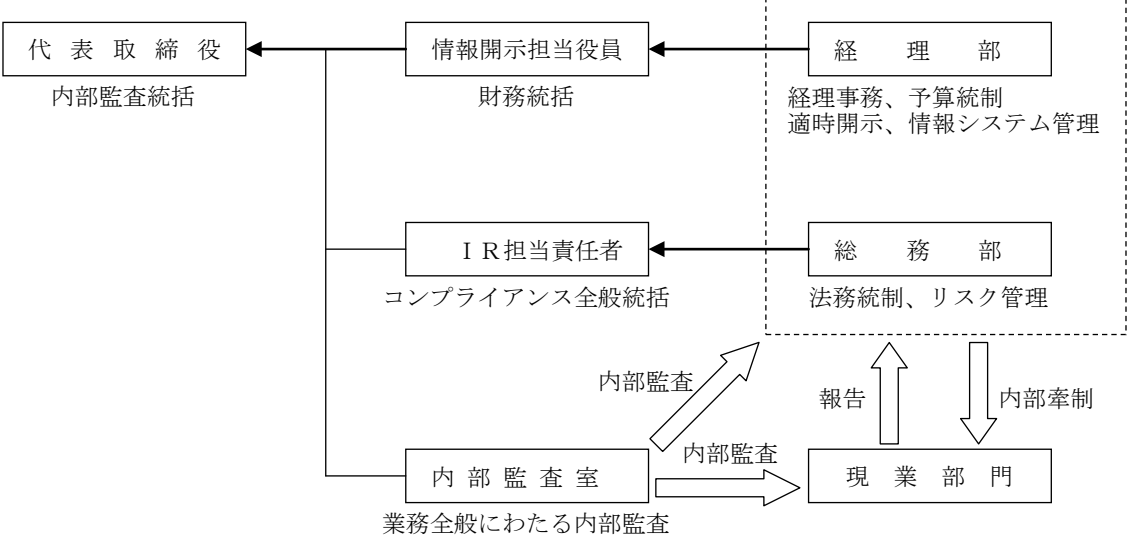 代表取締役
情報開示担当役員
経理部
内部監査統括
財務統括
経理事務、予算統制
適時開示、情報システム管理
ＩＲ担当責任者
総務部
コンプライアンス全般統括
法務統制、リスク管理
内部監査
報告
内部牽制
内部監査
内部監査室
現業部門
業務全般にわたる内部監査